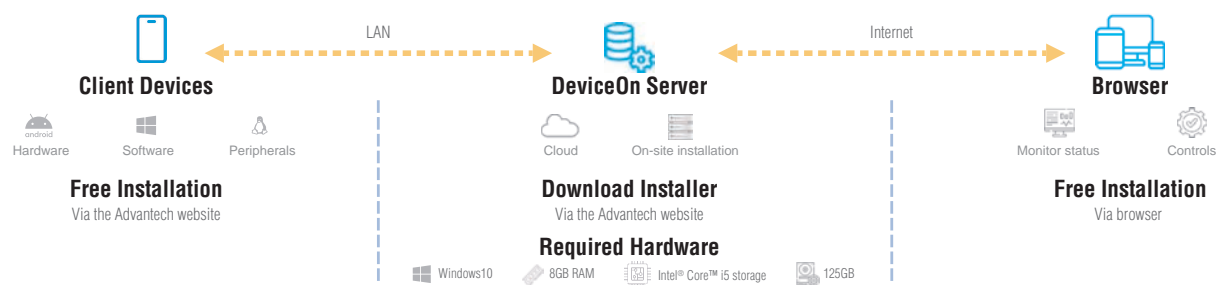 LAN
Internet
Client Devices
DeviceOn Server
Browser
android
Hardware
Software
Peripherals
Cloud
On-site installation
Monitor status
Controls
Free Installation
Via the Advantech website
Download Installer
Via the Advantech website
Free Installation
Via browser
Required Hardware
Windows10
8GB RAM
Intel® Core™ i5 storage
125GB